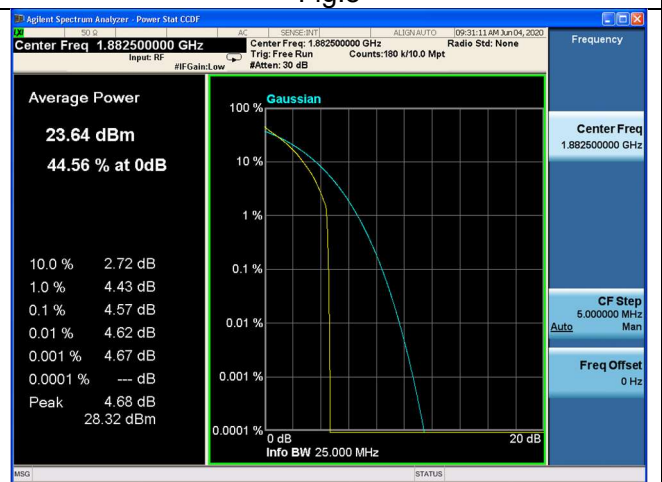 Agilent Spectrum Analyzer - Power Stat CCDF
50 Ω AC SENSE:INT ALIGN AUTO 09:31:11 AM Jun 04, 2020
Center Freq 1.882500000 GHz
Input: RF
#IFGain:Low
Center Freq: 1.882500000 GHz Radio Std: None
Trig: Free Run Counts:180 k/10.0 Mpt
#Atten: 30 dB
Frequency
Average Power
23.64 dBm
44.56 % at 0dB
10.0 % 2.72 dB
1.0 % 4.43 dB
0.1 % 4.57 dB
0.01 % 4.62 dB
0.001 % 4.67 dB
0.0001 % --- dB
Peak 4.68 dB
28.32 dBm
Gaussian
100 %
10 %
1 %
0.1 %
0.01 %
0.001 %
0.0001 %
0 dB 20 dB
Info BW 25.000 MHz
Center Freq
1.882500000 GHz
CF Step
5.000000 MHz
Auto Man
Freq Offset
0 Hz
MSG STATUS